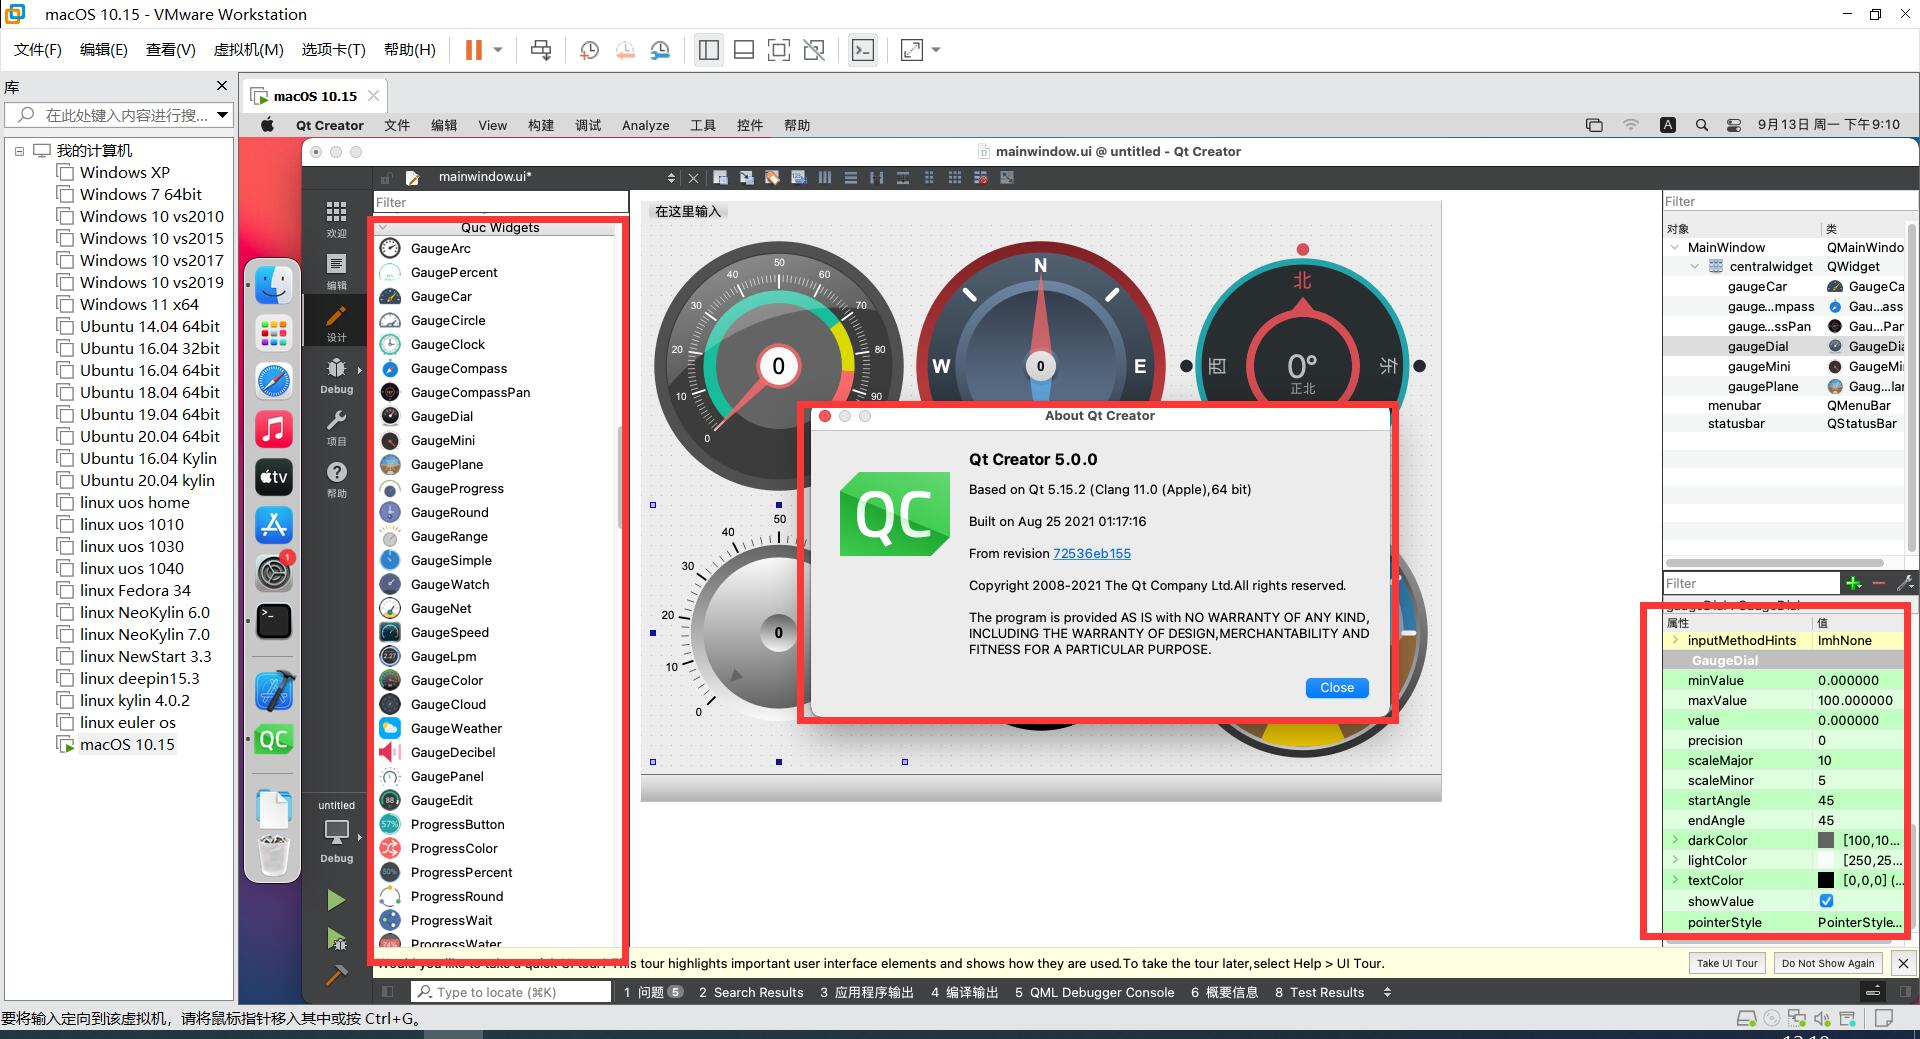 macOS 10.15 - VMware Workstation
文件(F) 编辑(E) 查看(V) 虚拟机(M) 选项卡(T) 帮助(H)
库
在此处键入内容进行搜...
我的计算机
Windows XP
Windows 7 64bit
Windows 10 vs2010
Windows 10 vs2015
Windows 10 vs2017
Windows 10 vs2019
Windows 11 x64
Ubuntu 14.04 64bit
Ubuntu 16.04 32bit
Ubuntu 16.04 64bit
Ubuntu 18.04 64bit
Ubuntu 19.04 64bit
Ubuntu 20.04 64bit
Ubuntu 16.04 Kylin
Ubuntu 20.04 kylin
linux uos home
linux uos 1010
linux uos 1030
linux uos 1040
linux Fedora 34
linux NeoKylin 6.0
linux NeoKylin 7.0
linux NewStart 3.3
linux deepin15.3
linux kylin 4.0.2
linux euler os
macOS 10.15
macOS 10.15
Qt Creator 文件 编辑 View 构建 调试 Analyze 工具 控件 帮助
A
9月13日 周一 下午9:10
mainwindow.ui @ untitled - Qt Creator
mainwindow.ui*
欢迎
编辑
设计
Debug
项目
帮助
untitled
Debug
tv
1
QC
Filter
Quc Widgets
GaugeArc
GaugePercent
GaugeCar
GaugeCircle
GaugeClock
GaugeCompass
GaugeCompassPan
GaugeDial
GaugeMini
GaugePlane
GaugeProgress
GaugeRound
GaugeRange
GaugeSimple
GaugeWatch
GaugeNet
GaugeSpeed
GaugeLpm
GaugeColor
GaugeCloud
GaugeWeather
GaugeDecibel
GaugePanel
GaugeEdit
ProgressButton
ProgressColor
ProgressPercent
ProgressRound
ProgressWait
ProgressWater
在这里输入
0 10 20 30 40 50 60 70 80 90
0
N
W
E
0
北
西
东
0°
正北
0 10 20 30 40 50
0
About Qt Creator
QC
Qt Creator 5.0.0
Based on Qt 5.15.2 (Clang 11.0 (Apple),64 bit)
Built on Aug 25 2021 01:17:16
From revision 72536eb155
Copyright 2008-2021 The Qt Company Ltd.All rights reserved.
The program is provided AS IS with NO WARRANTY OF ANY KIND,
INCLUDING THE WARRANTY OF DESIGN,MERCHANTABILITY AND
FITNESS FOR A PARTICULAR PURPOSE.
Close
Filter
对象 类
MainWindow QMainWindo
centralwidget QWidget
gaugeCar GaugeCa
gauge...mpass Gau...ass
gauge...ssPan Gau...Par
gaugeDial GaugeDia
gaugeMini GaugeMi
gaugePlane Gaug...lar
menubar QMenuBar
statusbar QStatusBar
Filter
gaugeDial : GaugeDial
属性 值
inputMethodHints ImhNone
GaugeDial
minValue 0.000000
maxValue 100.000000
value 0.000000
precision 0
scaleMajor 10
scaleMinor 5
startAngle 45
endAngle 45
darkColor [100,10...
lightColor [250,25...
textColor [0,0,0] (...
showValue
pointerStyle PointerStyle...
Would you like to take a quick UI tour? This tour highlights important user interface elements and shows how they are used.To take the tour later,select Help > UI Tour.
Take UI Tour
Do Not Show Again
Type to locate (⌘K)
1 问题 5 2 Search Results 3 应用程序输出 4 编译输出 5 QML Debugger Console 6 概要信息 8 Test Results
要将输入定向到该虚拟机，请将鼠标指针移入其中或按 Ctrl+G。